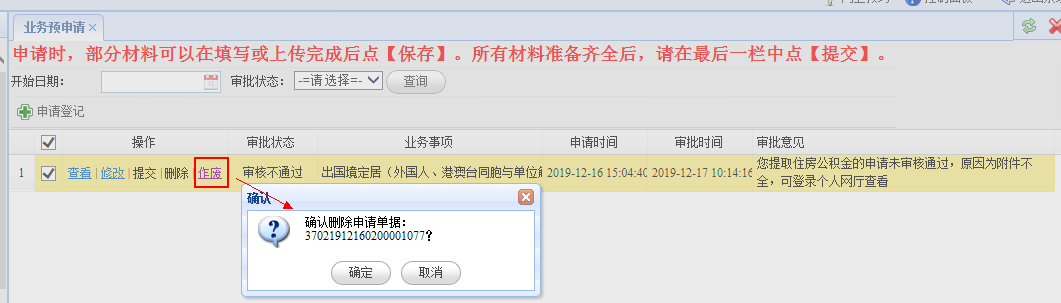 业务预申请
申请时，部分材料可以在填写或上传完成后点【保存】。所有材料准备齐全后，请在最后一栏中点【提交】。
开始日期： 审批状态： -=请选择=- 查询
申请登记
操作 审批状态 业务事项 申请时间 审批时间 审批意见
1 查看 | 修改 | 提交 | 删除 | 作废 审核不通过 出国境定居（外国人、港澳台同胞与单位 2019-12-16 15:04:40 2019-12-17 10:14:16 您提取住房公积金的申请未审核通过，原因为附件不
全，可登录个人网厅查看
确认
确认删除申请单据：
37021912160200001077？
确定 取消